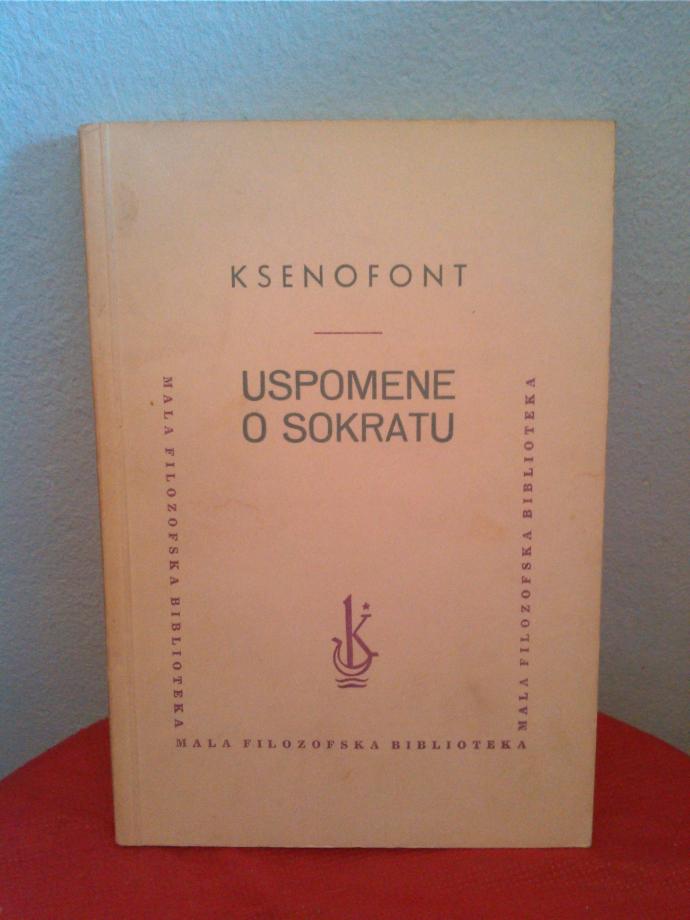 KSENOFONT
USPOMENE
O SOKRATU
MALA FILOZOFSKA BIBLIOTEKA
MALA FILOZOFSKA BIBLIOTEKA
MALA FILOZOFSKA BIBLIOTEKA
K